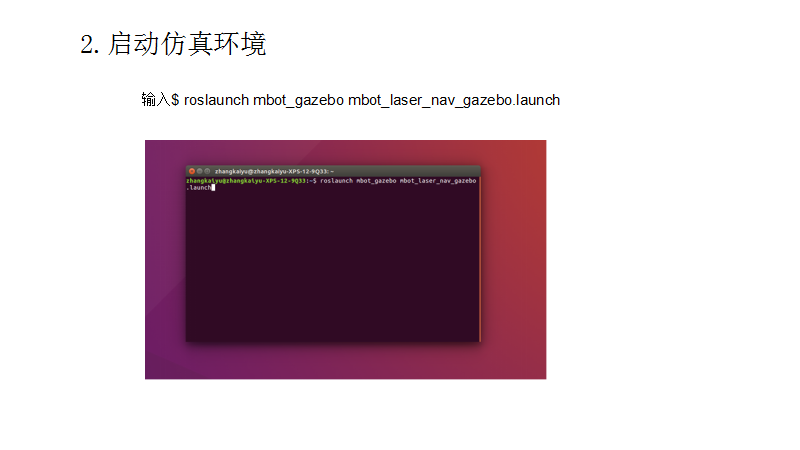 2. 启动仿真环境
输入$ roslaunch mbot_gazebo mbot_laser_nav_gazebo.launch
zhangkaiyu@zhangkaiyu-XPS-12-9Q33: ~
zhangkaiyu@zhangkaiyu-XPS-12-9Q33:~$ roslaunch mbot_gazebo mbot_laser_nav_gazebo
.launch